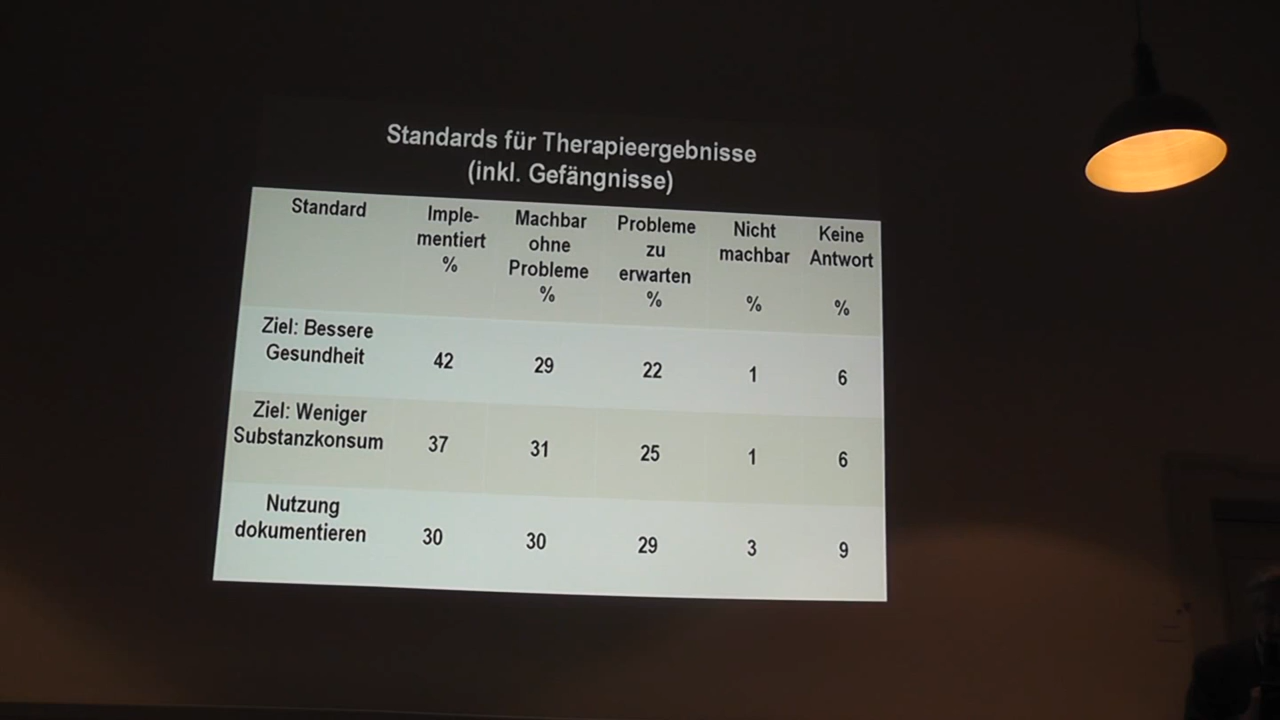 Standards für Therapieergebnisse
(inkl. Gefängnisse)
Standard
Imple-
mentiert
%
Machbar
ohne
Probleme
%
Probleme
zu
erwarten
%
Nicht
machbar
%
Keine
Antwort
%
Ziel: Bessere
Gesundheit
42
29
22
1
6
Ziel: Weniger
Substanzkonsum
37
31
25
1
6
Nutzung
dokumentieren
30
30
29
3
9